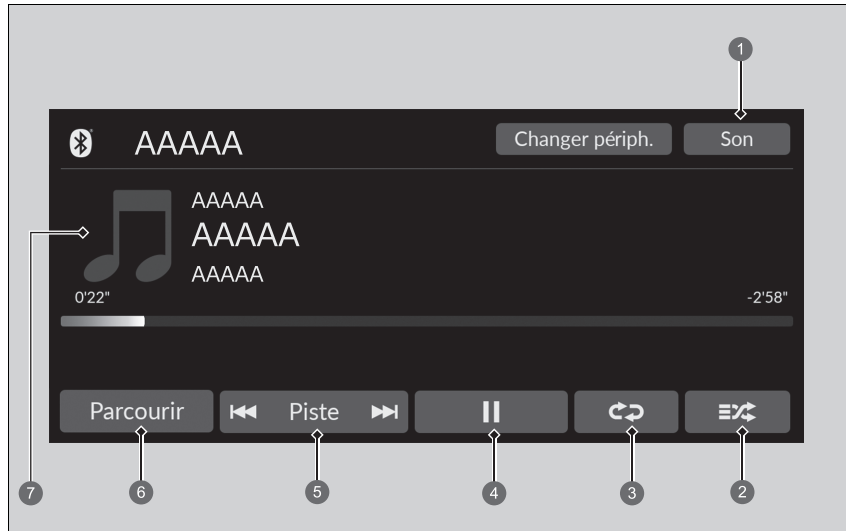 1
AAAAA
Changer périph.
Son
AAAAA
AAAAA
AAAAA
0'22"
-2'58"
Parcourir
Piste
7
6
5
4
3
2